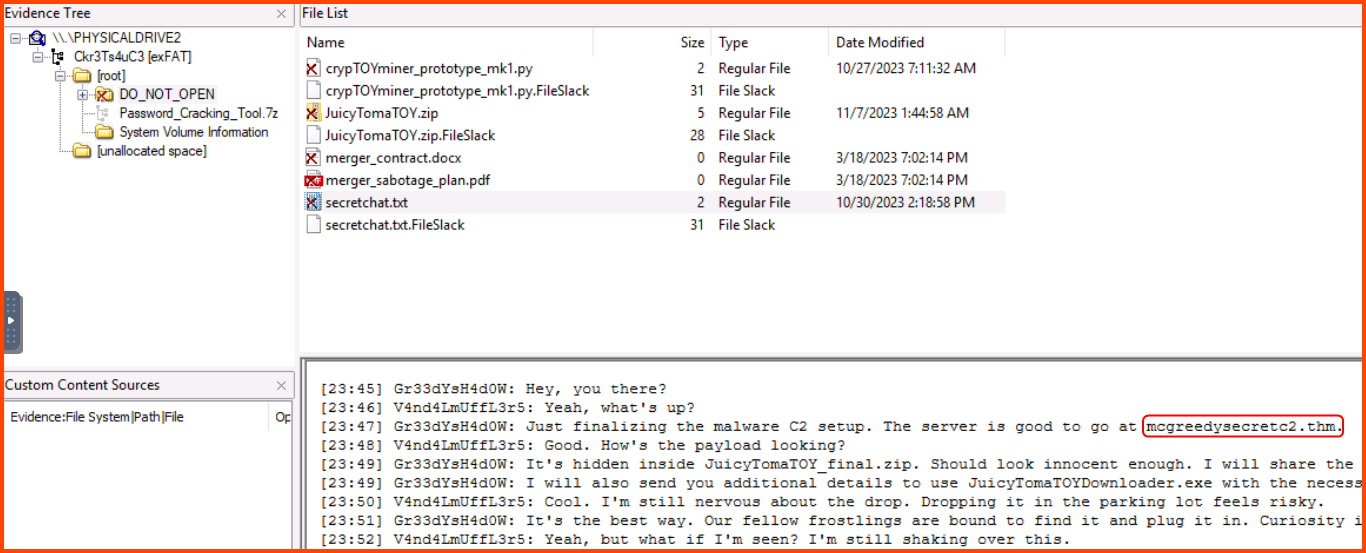 Evidence Tree
\\.\PHYSICALDRIVE2
Ckr3Ts4uC3 [exFAT]
[root]
DO_NOT_OPEN
Password_Cracking_Tool.7z
System Volume Information
[unallocated space]
Custom Content Sources
Evidence:File System|Path|File Op
File List
Name Size Type Date Modified
crypTOYminer_prototype_mk1.py 2 Regular File 10/27/2023 7:11:32 AM
crypTOYminer_prototype_mk1.py.FileSlack 31 File Slack
JuicyTomaTOY.zip 5 Regular File 11/7/2023 1:44:58 AM
JuicyTomaTOY.zip.FileSlack 28 File Slack
merger_contract.docx 0 Regular File 3/18/2023 7:02:14 PM
merger_sabotage_plan.pdf 0 Regular File 3/18/2023 7:02:14 PM
secretchat.txt 2 Regular File 10/30/2023 2:18:58 PM
secretchat.txt.FileSlack 31 File Slack
[23:45] Gr33dYsH4d0W: Hey, you there?
[23:46] V4nd4LmUffL3r5: Yeah, what's up?
[23:47] Gr33dYsH4d0W: Just finalizing the malware C2 setup. The server is good to go at mcgreedysecretc2.thm.
[23:48] V4nd4LmUffL3r5: Good. How's the payload looking?
[23:49] Gr33dYsH4d0W: It's hidden inside JuicyTomaTOY_final.zip. Should look innocent enough. I will share the
[23:49] Gr33dYsH4d0W: I will also send you additional details to use JuicyTomaTOYDownloader.exe with the necess
[23:50] V4nd4LmUffL3r5: Cool. I'm still nervous about the drop. Dropping it in the parking lot feels risky.
[23:51] Gr33dYsH4d0W: It's the best way. Our fellow frostlings are bound to find it and plug it in. Curiosity i
[23:52] V4nd4LmUffL3r5: Yeah, but what if I'm seen? I'm still shaking over this.